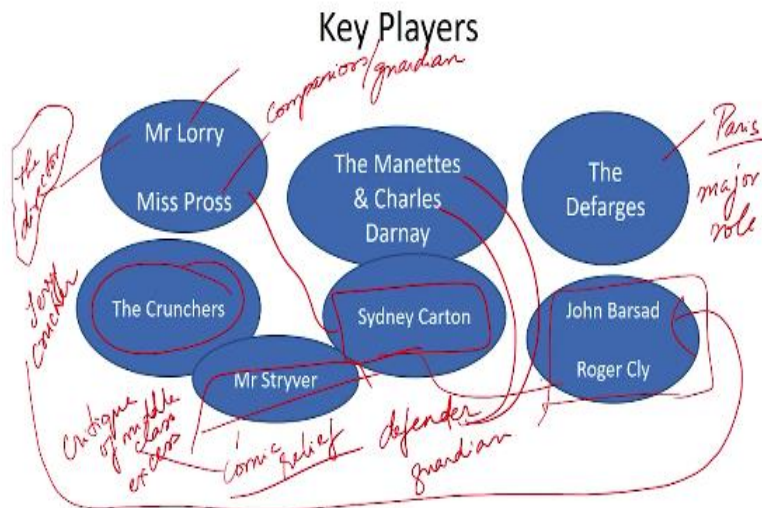 Key Players
companions/guardian
Mr Lorry
Miss Pross
the
director
The Manettes
& Charles
Darnay
The
Defarges
Paris
major
role
Jerry
The Crunchers
Sydney Carton
John Barsad
Roger Cly
Mr Stryver
critique
of middle
class
excess
comic relief
defender
guardian